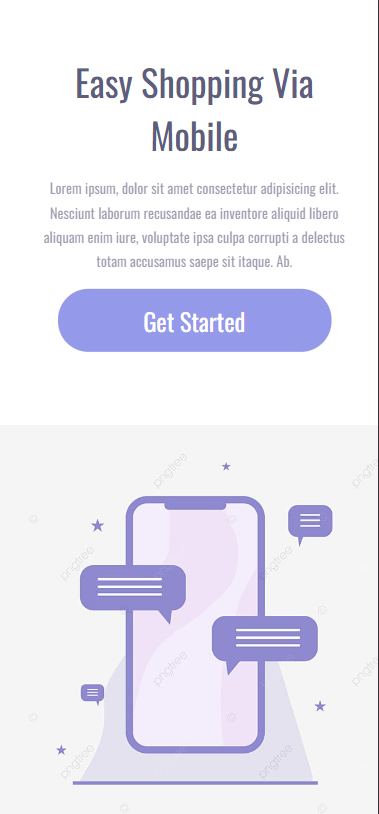 Easy Shopping Via
Mobile
Lorem ipsum, dolor sit amet consectetur adipisicing elit.
Nesciunt laborum recusandae ea inventore aliquid libero
aliquam enim iure, voluptate ipsa culpa corrupti a delectus
totam accusamus saepe sit itaque. Ab.
Get Started
pngtree
pngtree
pngtree
pngtree
pngtree
pngtree
pngtree
pngtree